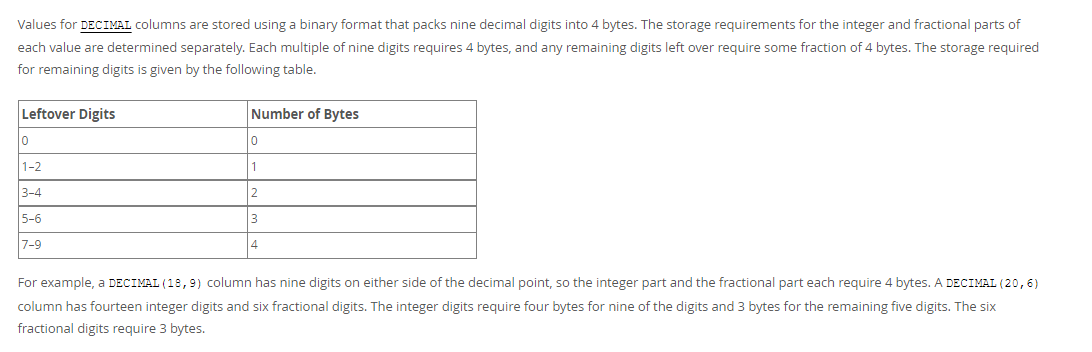 Values for DECIMAL columns are stored using a binary format that packs nine decimal digits into 4 bytes. The storage requirements for the integer and fractional parts of
each value are determined separately. Each multiple of nine digits requires 4 bytes, and any remaining digits left over require some fraction of 4 bytes. The storage required
for remaining digits is given by the following table.
Leftover Digits Number of Bytes
0 0
1–2 1
3–4 2
5–6 3
7–9 4
For example, a DECIMAL(18,9) column has nine digits on either side of the decimal point, so the integer part and the fractional part each require 4 bytes. A DECIMAL(20,6)
column has fourteen integer digits and six fractional digits. The integer digits require four bytes for nine of the digits and 3 bytes for the remaining five digits. The six
fractional digits require 3 bytes.